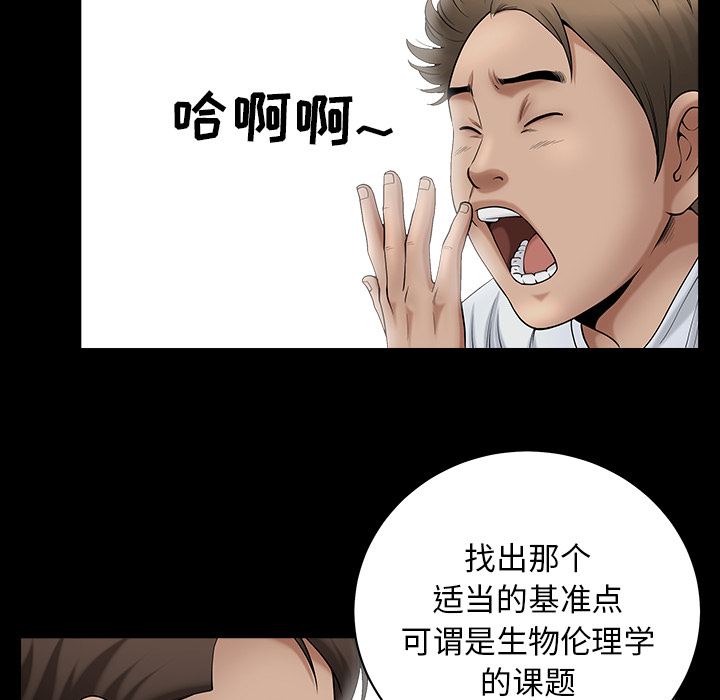 哈啊啊~
找出那个
适当的基准点
可谓是生物伦理学
的课题